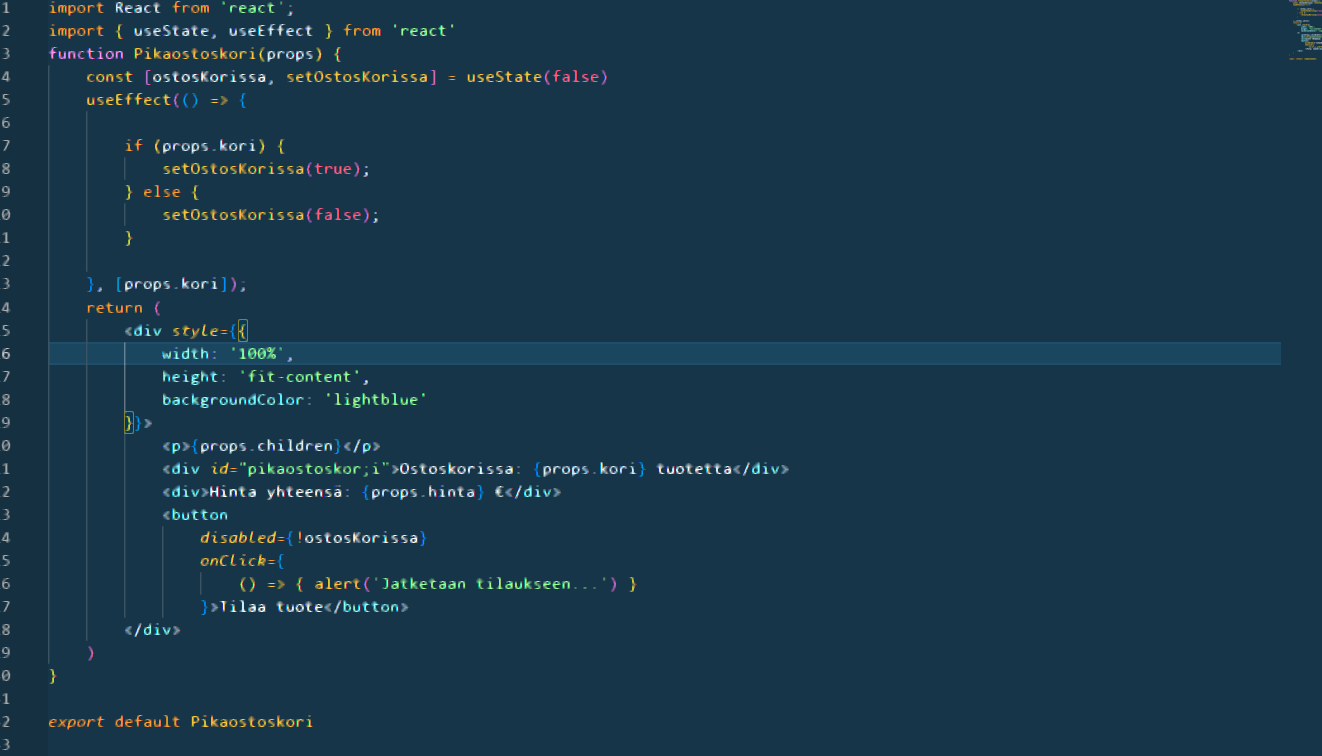 1 import React from 'react';
2 import { useState, useEffect } from 'react'
3 function Pikaostoskori(props) {
4 const [ostosKorissa, setOstosKorissa] = useState(false)
5 useEffect(() => {
6
7 if (props.kori) {
8 setOstosKorissa(true);
9 } else {
0 setOstosKorissa(false);
1 }
2
3 }, [props.kori]);
4 return (
5 <div style={{
6 width: '100%',
7 height: 'fit-content',
8 backgroundColor: 'lightblue'
9 }}>
0 <p>{props.children}</p>
1 <div id="pikaostoskor;i">Ostoskorissa: {props.kori} tuotetta</div>
2 <div>Hinta yhteensä: {props.hinta} €</div>
3 <button
4 disabled={!ostosKorissa}
5 onClick={
6 () => { alert('Jatketaan tilaukseen...') }
7 }>Tilaa tuote</button>
8 </div>
9 )
0 }
1
2 export default Pikaostoskori
3